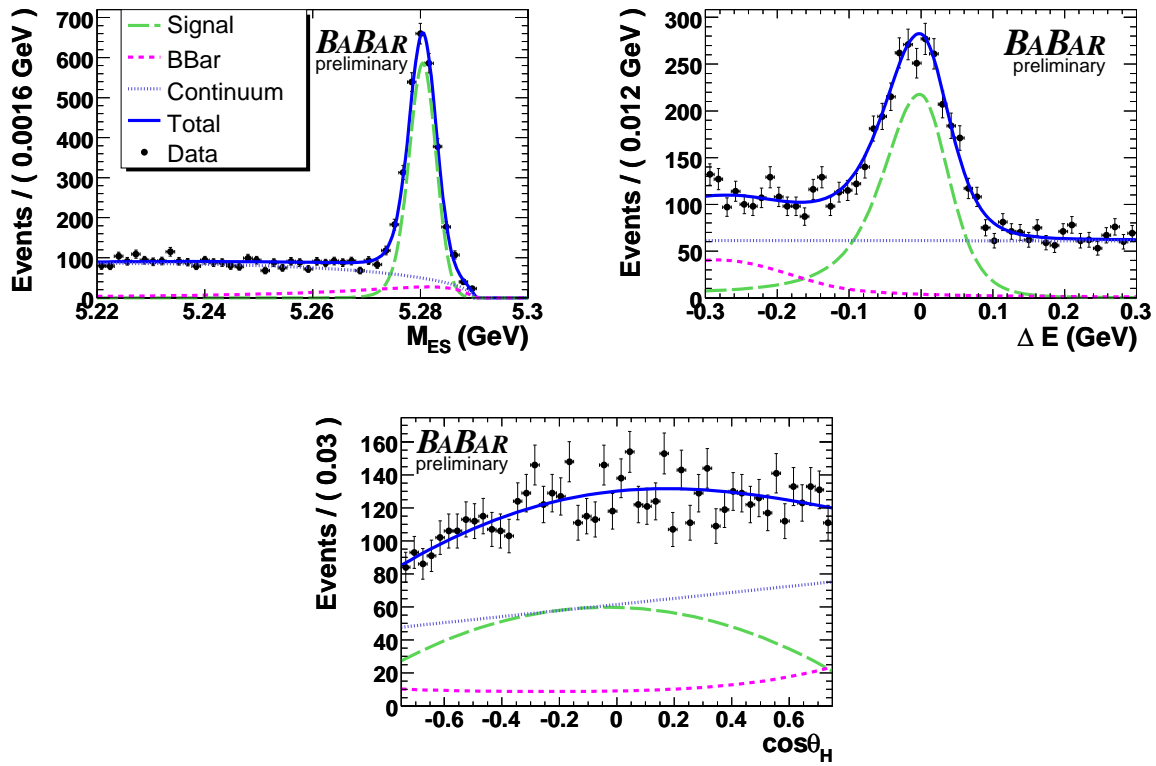 Events / ( 0.0016 GeV )
700
600
500
400
300
200
100
0
Signal
BBar
Continuum
Total
Data
BABAR
preliminary
5.22 5.24 5.26 5.28 5.3
M_ES (GeV)
Events / ( 0.012 GeV )
300
250
200
150
100
50
0
BABAR
preliminary
-0.3 -0.2 -0.1 0 0.1 0.2 0.3
Δ E (GeV)
Events / ( 0.03 )
160
140
120
100
80
60
40
20
0
BABAR
preliminary
-0.6 -0.4 -0.2 0 0.2 0.4 0.6
cosθ_H